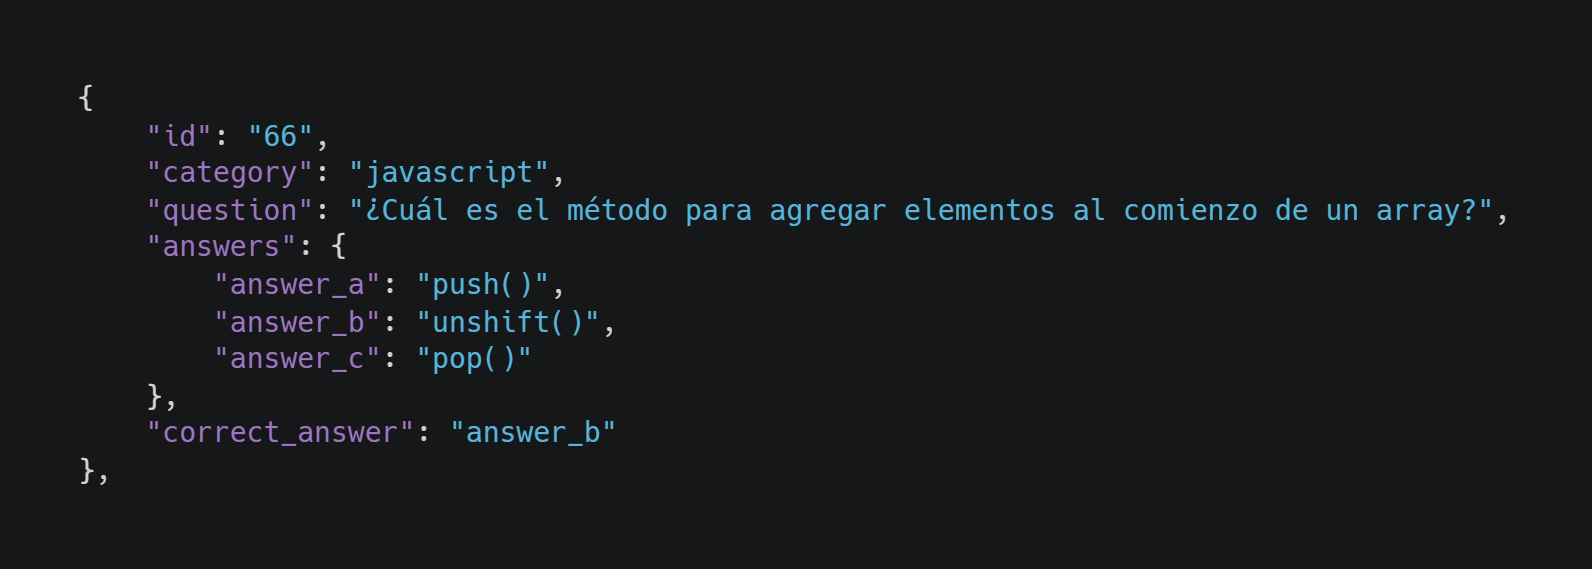 {
    "id": "66",
    "category": "javascript",
    "question": "¿Cuál es el método para agregar elementos al comienzo de un array?",
    "answers": {
        "answer_a": "push()",
        "answer_b": "unshift()",
        "answer_c": "pop()"
    },
    "correct_answer": "answer_b"
},